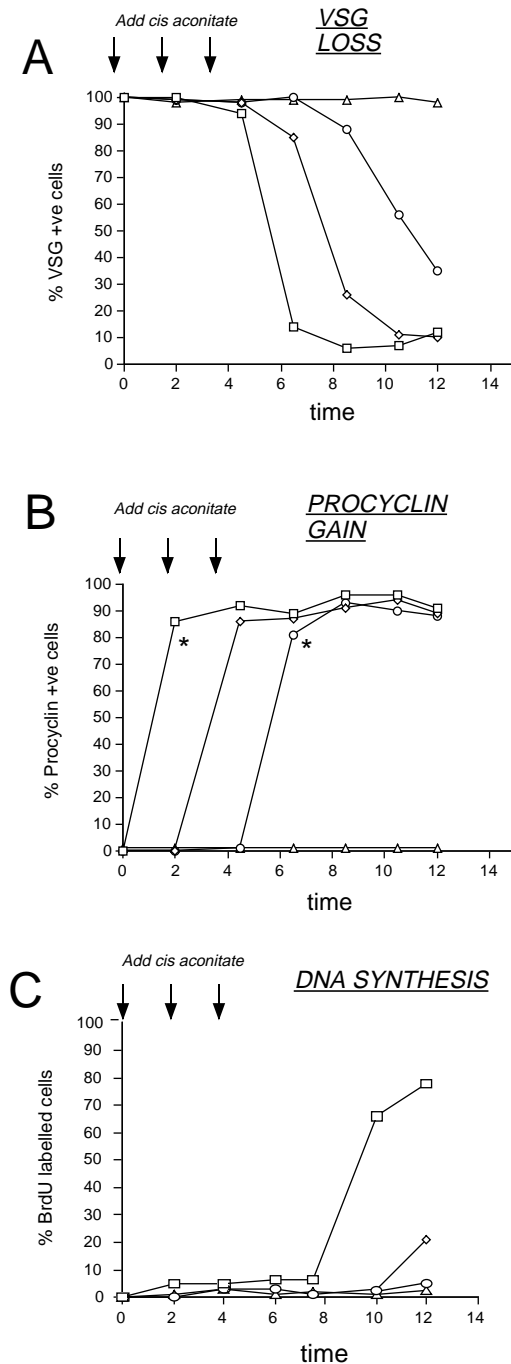 Add cis aconitate
VSG
LOSS
A
100
90
80
70
60
50
40
30
20
10
0
% VSG +ve cells
0 2 4 6 8 10 12 14
time
B
Add cis aconitate
PROCYCLIN
GAIN
100
90
80
70
60
50
40
30
20
10
0
% Procyclin +ve cells
* *
0 2 4 6 8 10 12 14
time
C
Add cis aconitate
DNA SYNTHESIS
100
90
80
70
60
50
40
30
20
10
0
% BrdU labelled cells
0 2 4 6 8 10 12 14
time